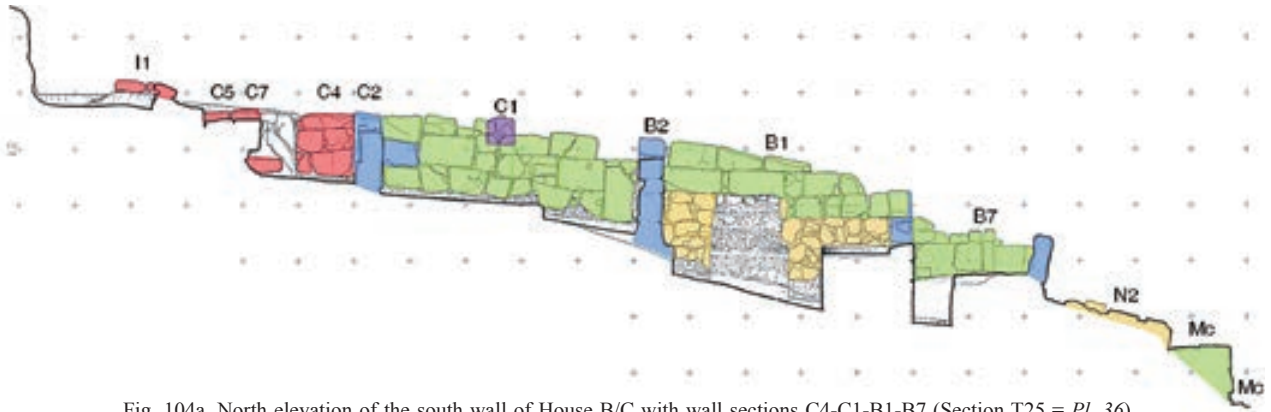 I1
C5 C7 C4 C2
C1
B2
B1
B7
N2
Mc
Mc
Fig. 104a. North elevation of the south wall of House B/C with wall sections C4-C1-B1-B7 (Section T25 = Pl. 36)